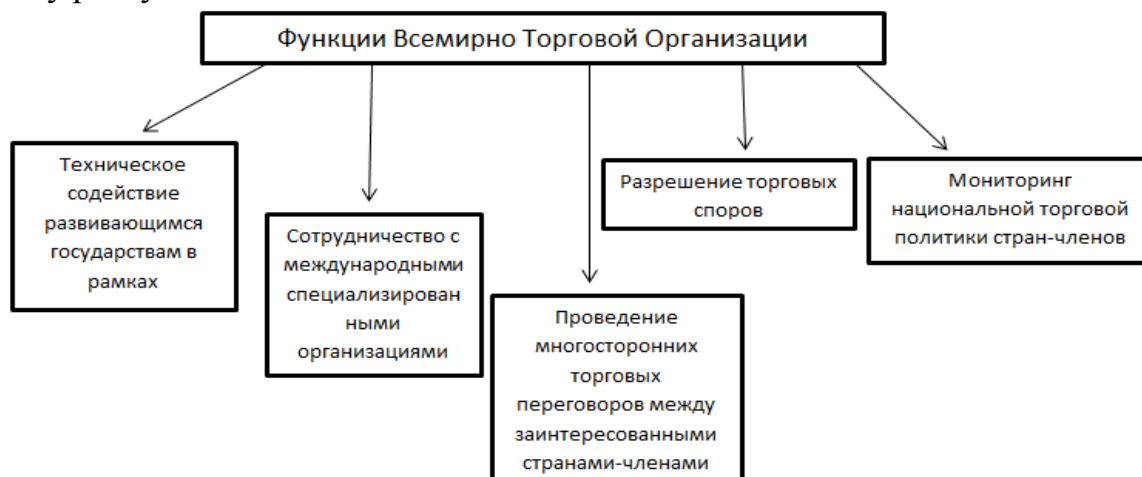 Функции Всемирно Торговой Организации
Техническое
содействие
развивающимся
государствам в
рамках
Сотрудничество с
международными
специализирован
ными
организациями
Проведение
многосторонних
торговых
переговоров между
заинтересованными
странами-членами
Разрешение торговых
споров
Мониторинг
национальной торговой
политики стран-членов